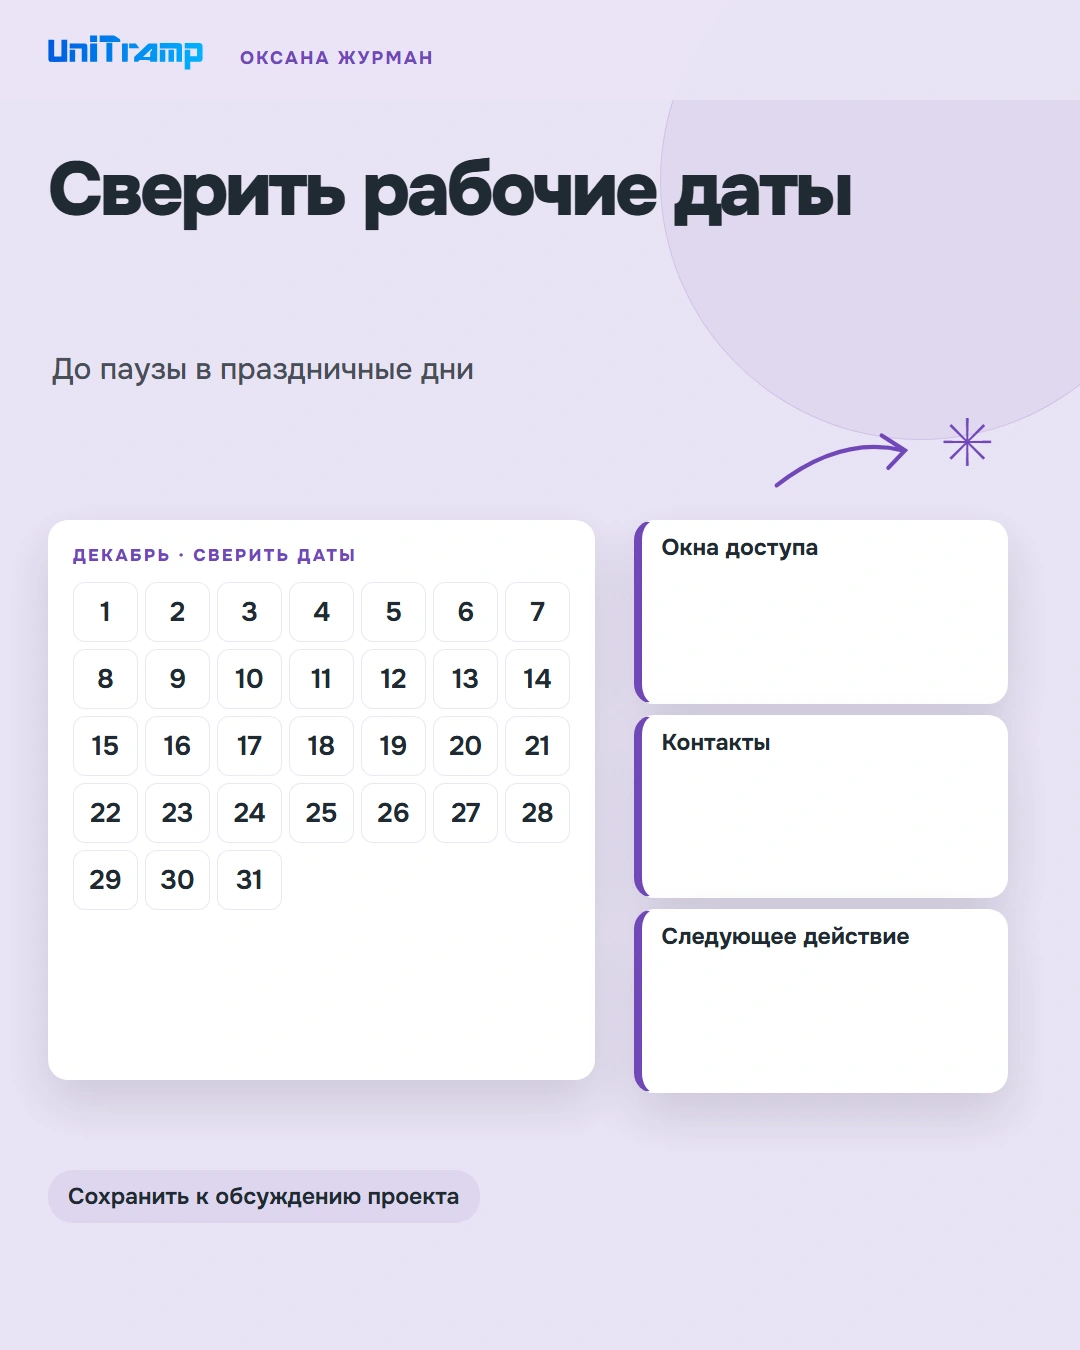 UniTramp
ОКСАНА ЖУРМАН
Сверить рабочие даты
До паузы в праздничные дни
ДЕКАБРЬ · СВЕРИТЬ ДАТЫ
1 2 3 4 5 6 7
8 9 10 11 12 13 14
15 16 17 18 19 20 21
22 23 24 25 26 27 28
29 30 31
Окна доступа
Контакты
Следующее действие
Сохранить к обсуждению проекта